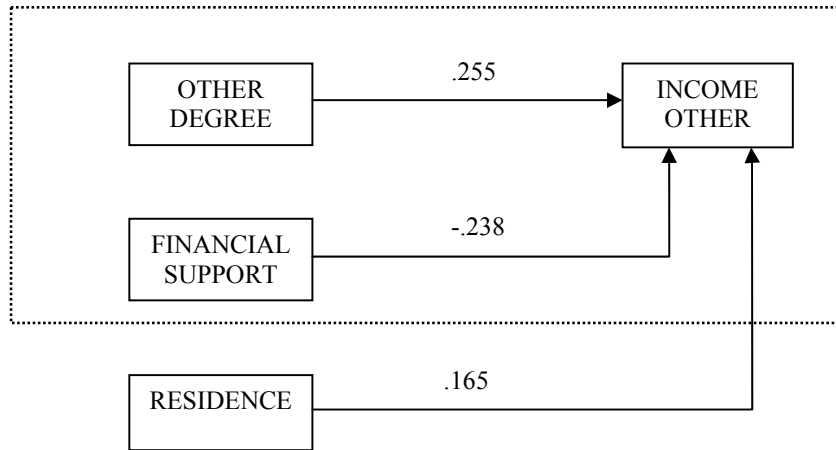 .255
OTHER
DEGREE
INCOME
OTHER
-.238
FINANCIAL
SUPPORT
.165
RESIDENCE